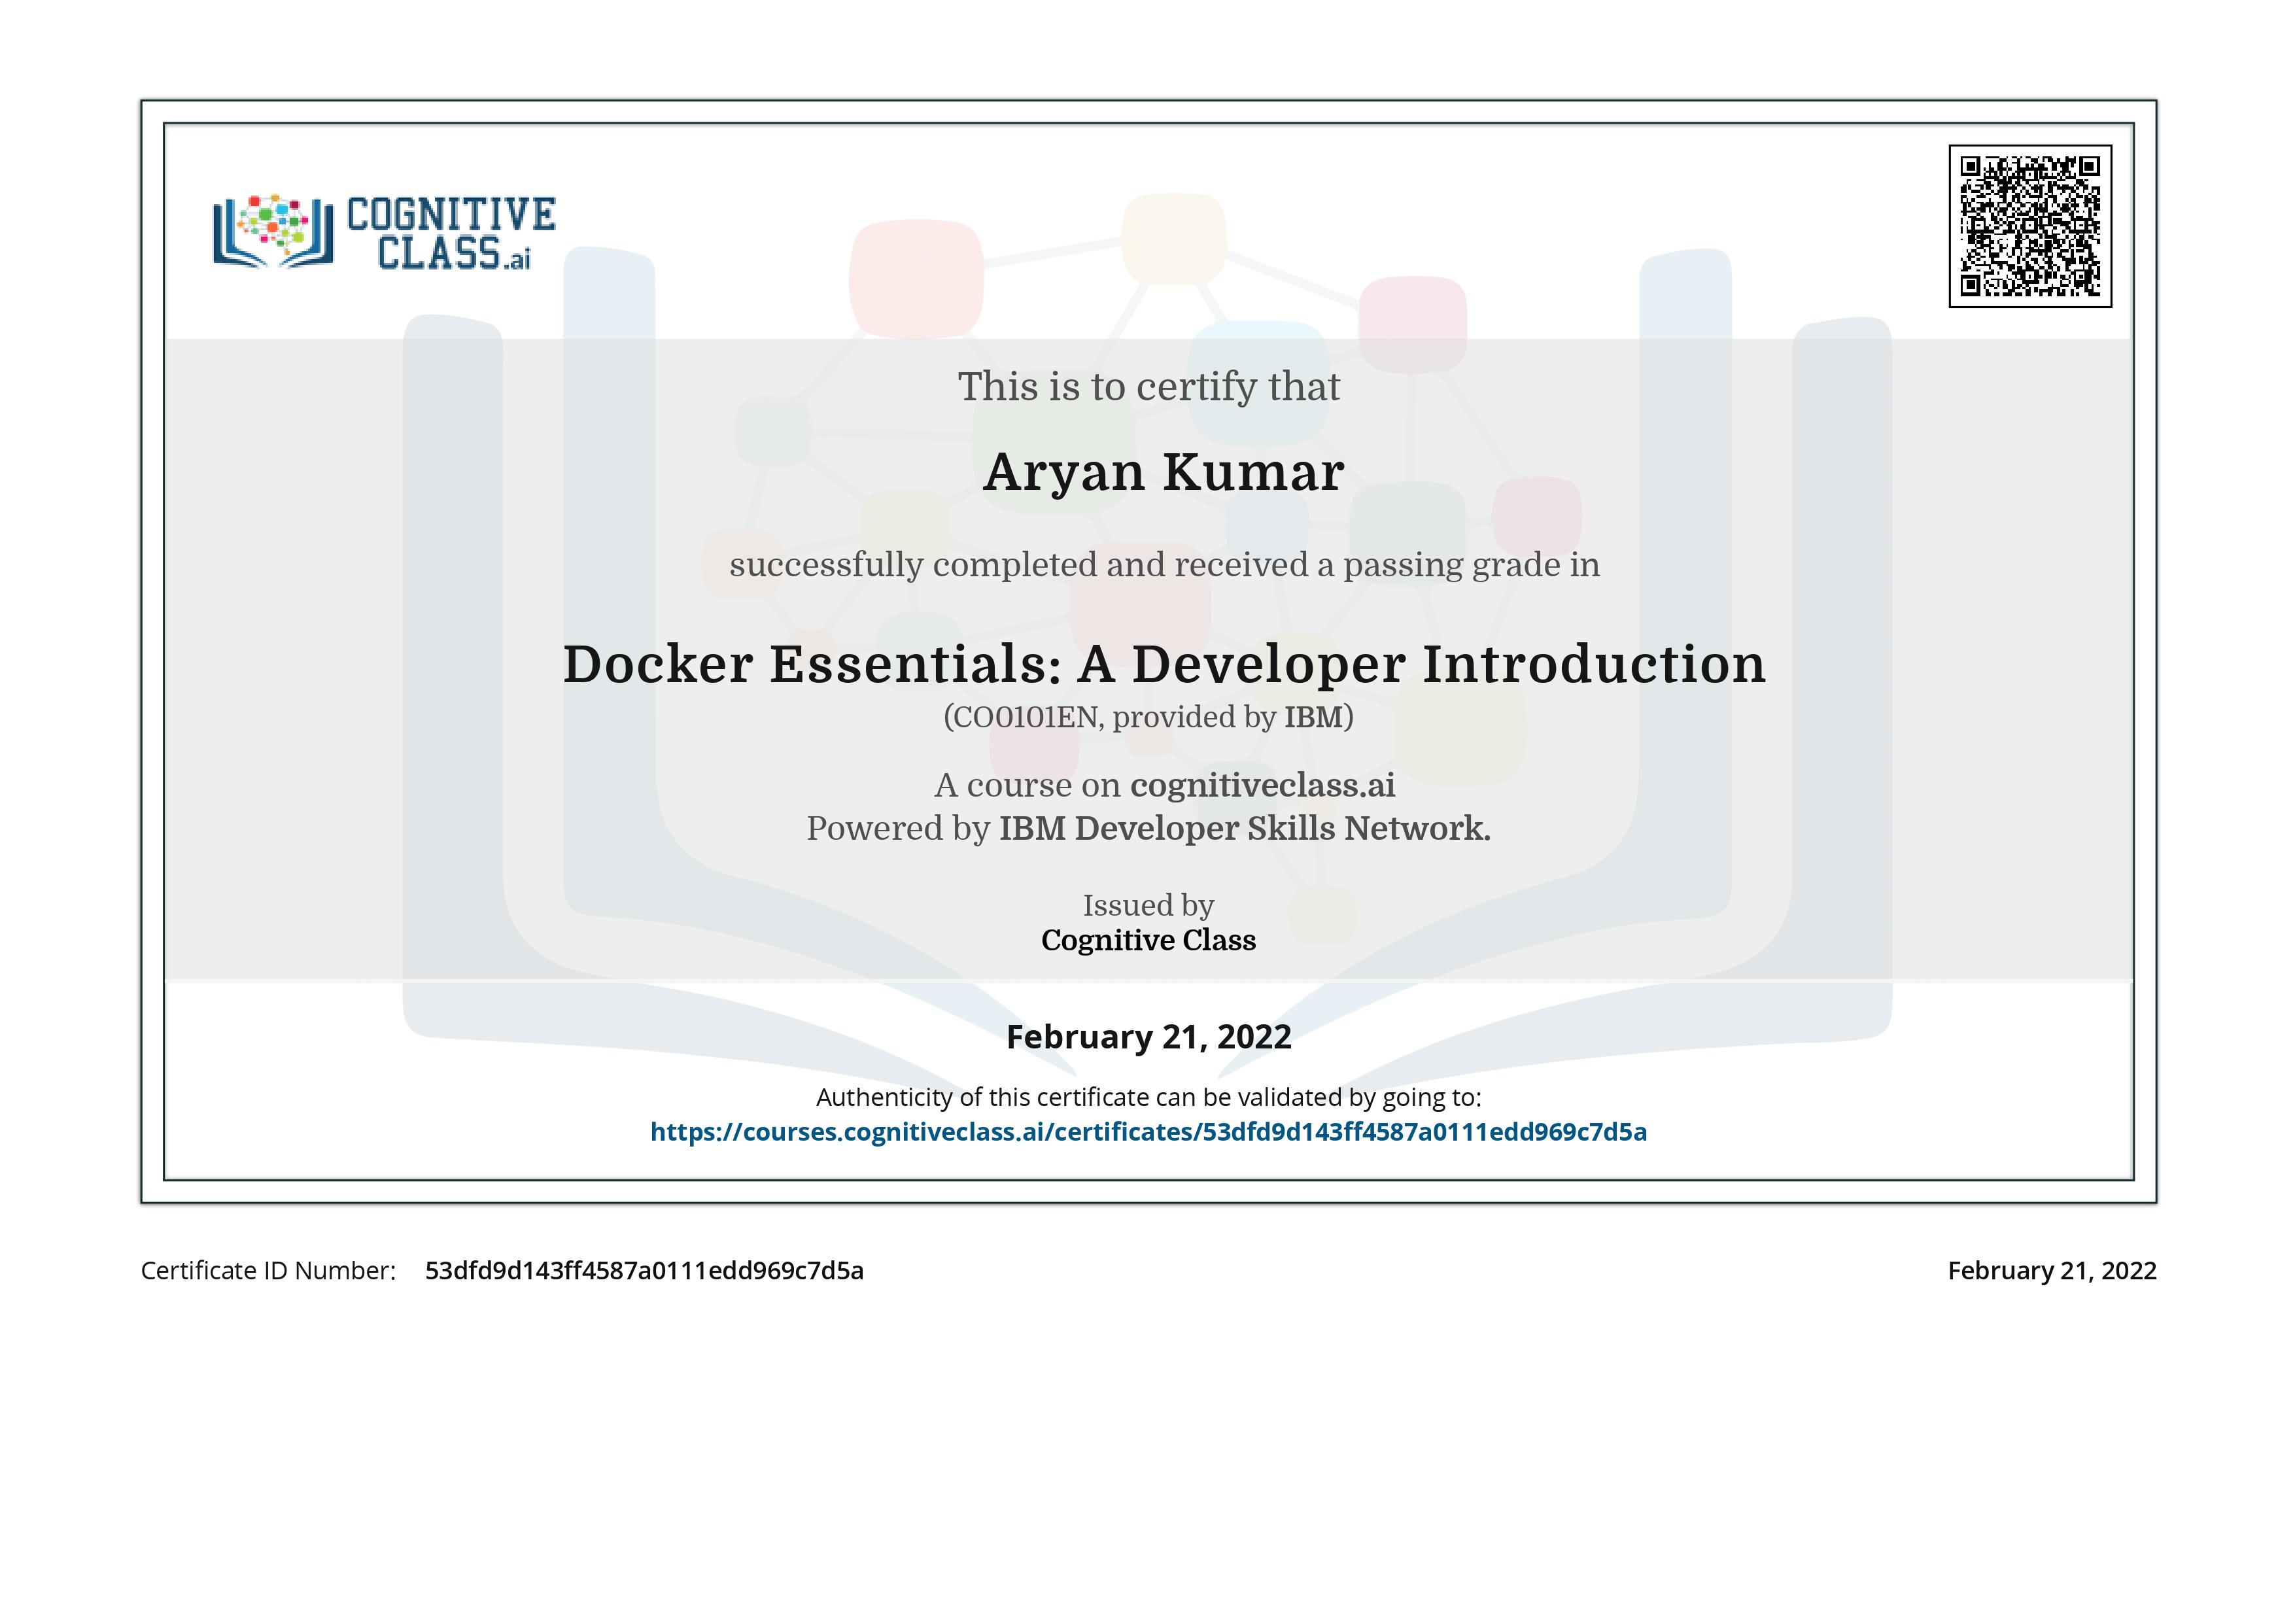 COGNITIVE
CLASS.ai
This is to certify that
Aryan Kumar
successfully completed and received a passing grade in
Docker Essentials: A Developer Introduction
(CO0101EN, provided by IBM)
A course on cognitiveclass.ai
Powered by IBM Developer Skills Network.
Issued by
Cognitive Class
February 21, 2022
Authenticity of this certificate can be validated by going to:
https://courses.cognitiveclass.ai/certificates/53dfd9d143ff4587a0111edd969c7d5a
Certificate ID Number: 53dfd9d143ff4587a0111edd969c7d5a
February 21, 2022